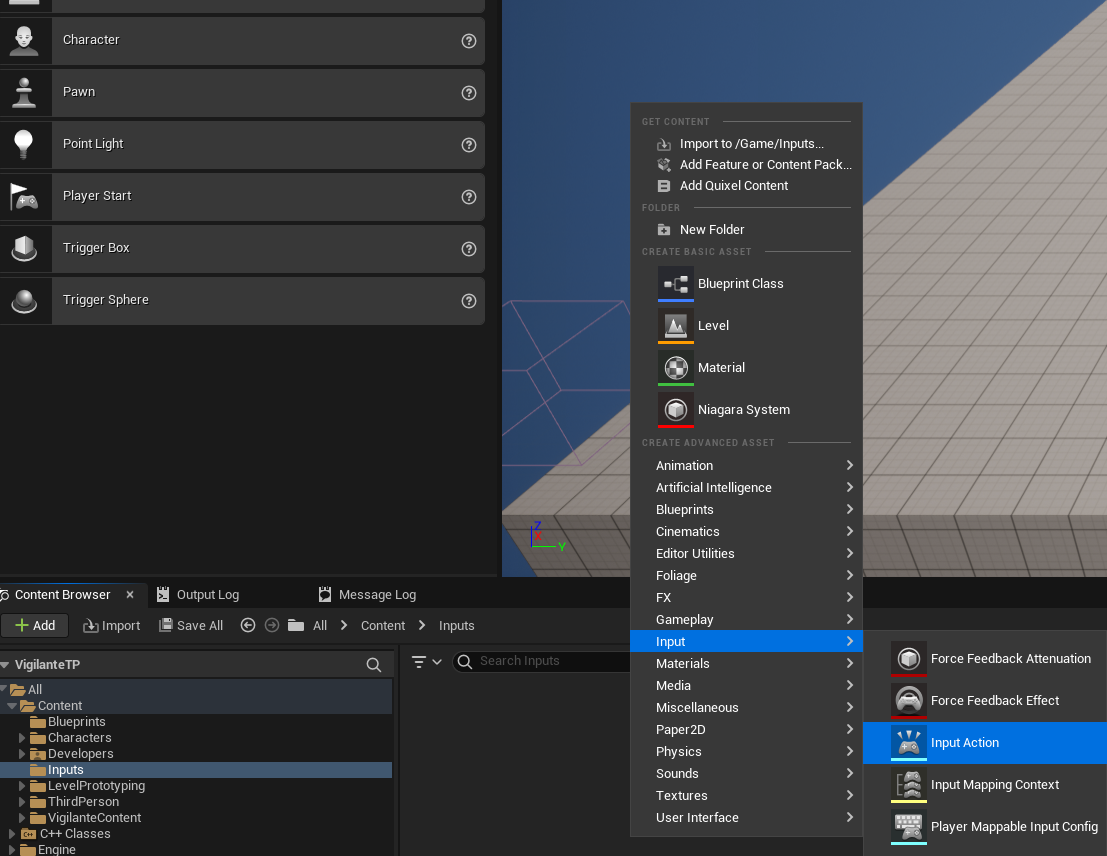 Character
Pawn
Point Light
Player Start
Trigger Box
Trigger Sphere
GET CONTENT
Import to /Game/Inputs...
Add Feature or Content Pack...
Add Quixel Content
FOLDER
New Folder
CREATE BASIC ASSET
Blueprint Class
Level
Material
Niagara System
CREATE ADVANCED ASSET
Animation
Artificial Intelligence
Blueprints
Cinematics
Editor Utilities
Foliage
FX
Gameplay
Input
Materials
Media
Miscellaneous
Paper2D
Physics
Sounds
Textures
User Interface
Force Feedback Attenuation
Force Feedback Effect
Input Action
Input Mapping Context
Player Mappable Input Config
Z
X
Y
Content Browser
Output Log
Message Log
Add
Import
Save All
All
Content
Inputs
VigilanteTP
Search Inputs
All
Content
Blueprints
Characters
Developers
Inputs
LevelPrototyping
ThirdPerson
VigilanteContent
C++ Classes
Engine